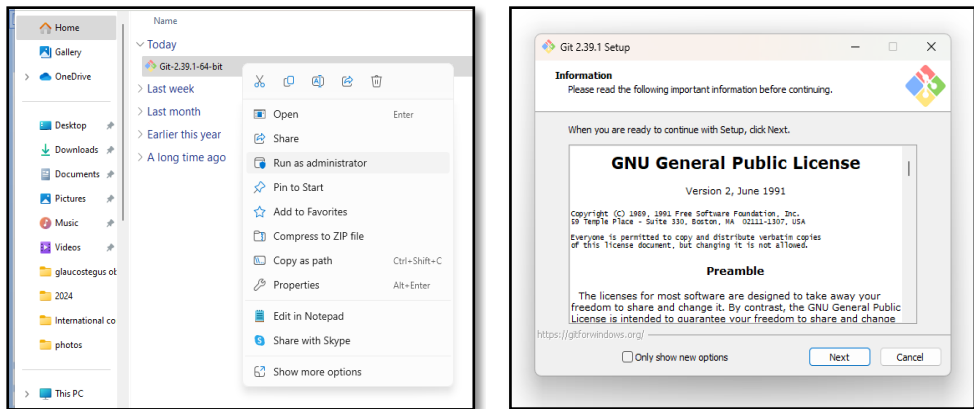 Home
Gallery
OneDrive
Desktop
Downloads
Documents
Pictures
Music
Videos
glaucostegus ob
2024
International co
photos
This PC
Name
Today
Git-2.39.1-64-bit
Last week
Last month
Earlier this year
A long time ago
Open Enter
Share
Run as administrator
Pin to Start
Add to Favorites
Compress to ZIP file
Copy as path Ctrl+Shift+C
Properties Alt+Enter
Edit in Notepad
Share with Skype
Show more options
Git 2.39.1 Setup
Information
Please read the following important information before continuing.
When you are ready to continue with Setup, click Next.
GNU General Public License
Version 2, June 1991
Copyright (C) 1989, 1991 Free Software Foundation, Inc.
59 Temple Place - Suite 330, Boston, MA 02111-1307, USA
Everyone is permitted to copy and distribute verbatim copies
of this license document, but changing it is not allowed.
Preamble
The licenses for most software are designed to take away your
freedom to share and change it. By contrast, the GNU General Public
License is intended to guarantee your freedom to share and change
https://gitforwindows.org/
Only show new options
Next
Cancel